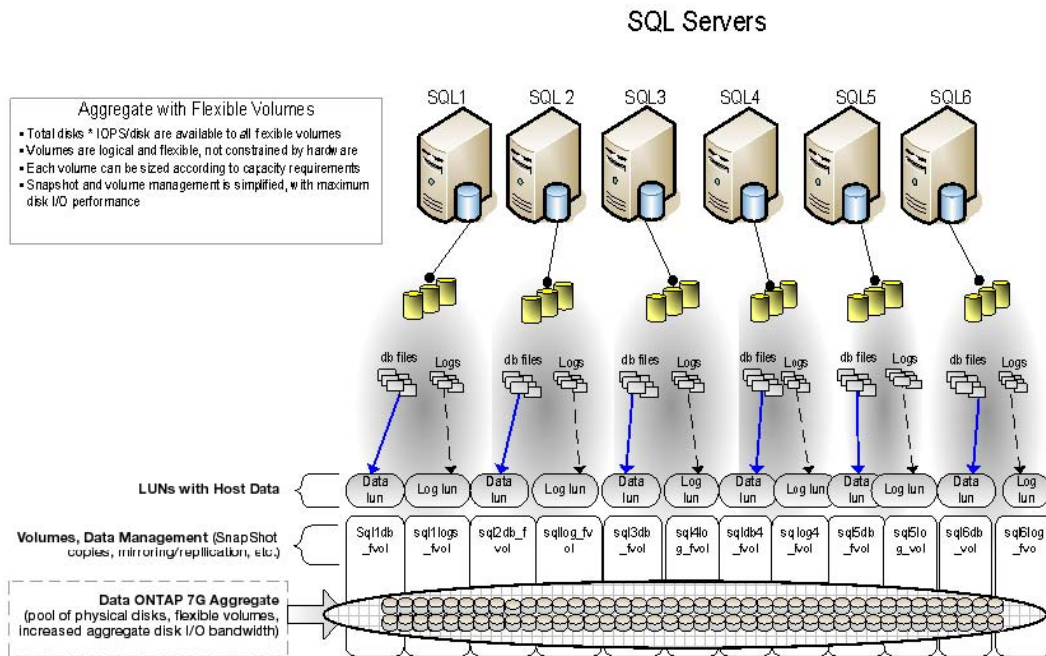 SQL Servers
Aggregate with Flexible Volumes
▪ Total disks * IOPS/disk are available to all flexible volumes
▪ Volumes are logical and flexible, not constrained by hardware
▪ Each volume can be sized according to capacity requirements
▪ Snapshot and volume management is simplified, with maximum
disk I/O performance
SQL1 SQL 2 SQL3 SQL4 SQL5 SQL6
db files Logs db files Logs db files Logs db files Logs db files Logs db files Logs
LUNs with Host Data
Data lun
Log lun
Data lun
Log lun
Data lun
Log lun
Data lun
Log lun
Data lun
Log lun
Data lun
Log lun
Volumes, Data Management (SnapShot
copies, mirroring/replication, etc.)
Sql1db
_fvol
sql1logs
_fvol
sql2db_f
vol
sqllog_fv
ol
sql3db
_fvol
sql4lo
g_fvol
sqldb4
_fvol
sqlog4
_fvol
sql5db
_fvol
sql5lo
g_vol
sql6db
_vol
sql6log
_fvo
Data ONTAP 7G Aggregate
(pool of physical disks, flexible volumes,
increased aggregate disk I/O bandwidth)